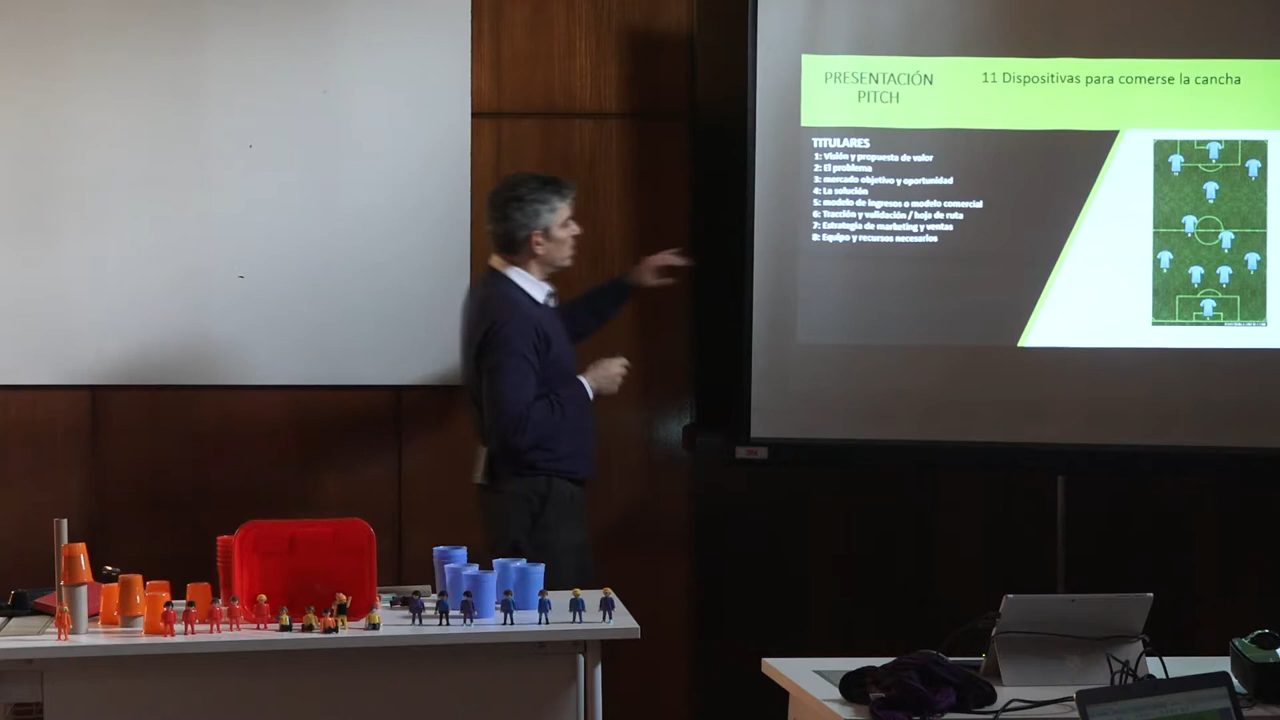 PRESENTACIÓN
PITCH
11 Dispositivas para comerse la cancha
TITULARES
1: Visión y propuesta de valor
2: El problema
3: mercado objetivo y oportunidad
4: La solución
5: modelo de ingresos o modelo comercial
6: Tracción y validación / hoja de ruta
7: Estrategia de marketing y ventas
8: Equipo y recursos necesarios